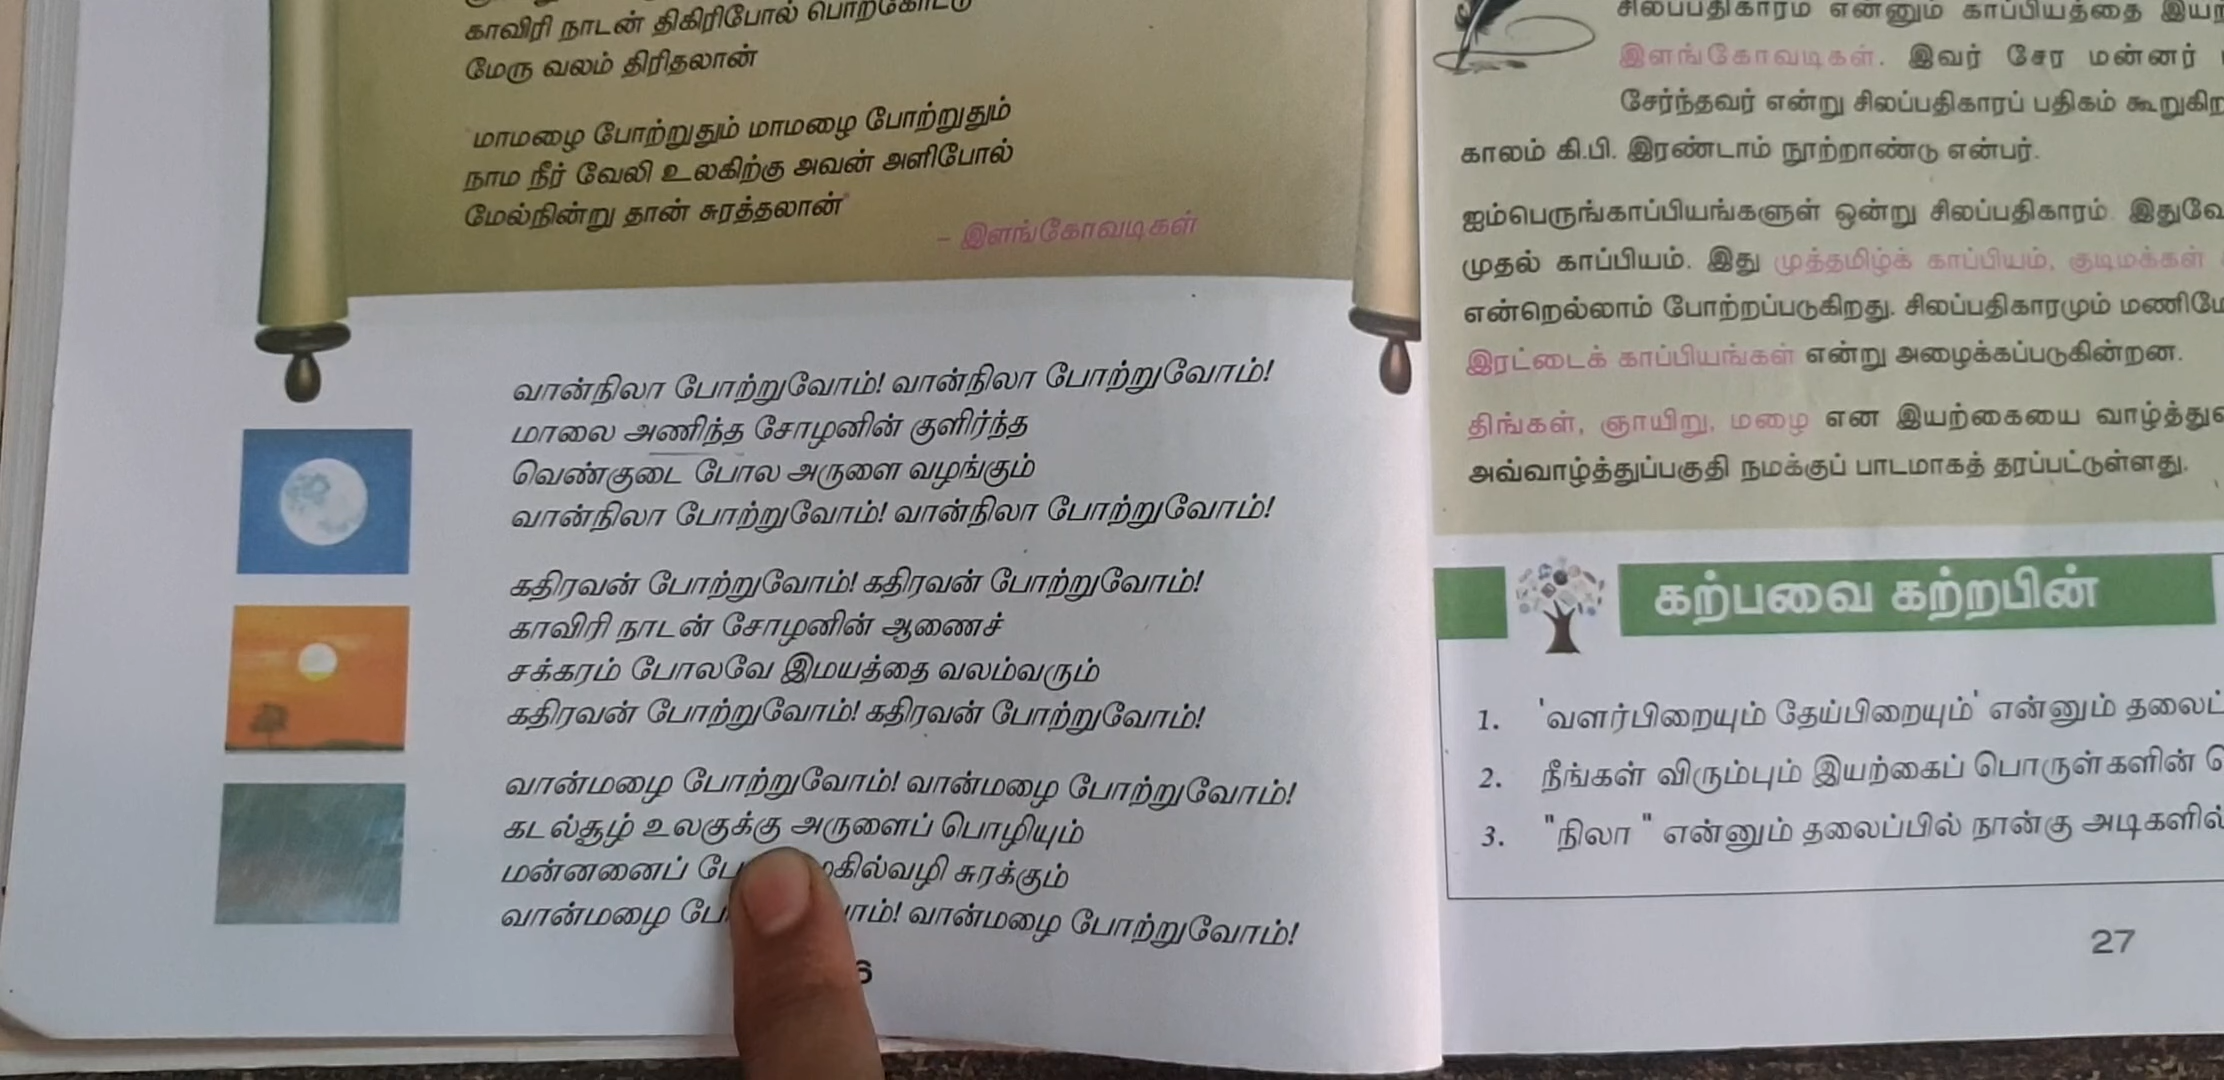 காவிரி நாடன் திகிரிபோல் பொற்கோட்டு
மேரு வலம் திரிதலான்
மாமழை போற்றுதும் மாமழை போற்றுதும்
நாம நீர் வேலி உலகிற்கு அவன் அளிபோல்
மேல்நின்று தான் சுரத்தலான்
– இளங்கோவடிகள்
வான்நிலா போற்றுவோம்! வான்நிலா போற்றுவோம்!
மாலை அணிந்த சோழனின் குளிர்ந்த
வெண்குடை போல அருளை வழங்கும்
வான்நிலா போற்றுவோம்! வான்நிலா போற்றுவோம்!
கதிரவன் போற்றுவோம்! கதிரவன் போற்றுவோம்!
காவிரி நாடன் சோழனின் ஆணைச்
சக்கரம் போலவே இமயத்தை வலம்வரும்
கதிரவன் போற்றுவோம்! கதிரவன் போற்றுவோம்!
வான்மழை போற்றுவோம்! வான்மழை போற்றுவோம்!
கடல்சூழ் உலகுக்கு அருளைப் பொழியும்
மன்னனைப் சுரக்கும்
வான்மழை வான்மழை போற்றுவோம்!
சிலப்பதிகாரம் என்னும் காப்பியத்தை
இளங்கோவடிகள். இவர் சேர மன்னர்
சேர்ந்தவர் என்று சிலப்பதிகாரப் பதிகம்
காலம் கி.பி. இரண்டாம் நூற்றாண்டு என்பர்.
ஐம்பெருங்காப்பியங்களுள் ஒன்று சிலப்பதிகாரம்.
முதல் காப்பியம். இது முத்தமிழ்க் காப்பியம், குடிமக்கள்
என்றெல்லாம் போற்றப்படுகிறது. சிலப்பதிகாரமும்
இரட்டைக் காப்பியங்கள் என்று அழைக்கப்படுகின்றன.
திங்கள், ஞாயிறு, மழை என இயற்கையை
அவ்வாழ்த்துப்பகுதி நமக்குப் பாடமாகத் தரப்பட்டுள்ளது.
கற்பவை கற்றபின்
1. 'வளர்பிறையும் தேய்பிறையும்' என்னும்
2. நீங்கள் விரும்பும் இயற்கைப் பொருள்களின்
3. "நிலா " என்னும் தலைப்பில் நான்கு அடிகளில்
27